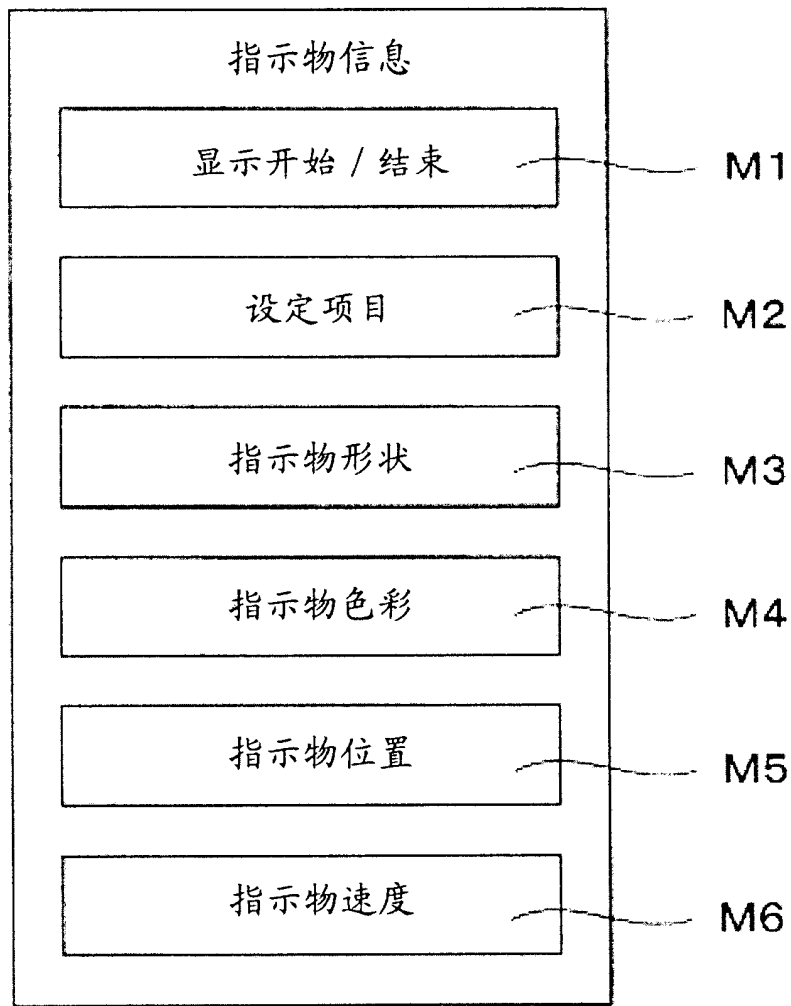 指示物信息
显示开始 / 结束 M1
设定项目 M2
指示物形状 M3
指示物色彩 M4
指示物位置 M5
指示物速度 M6